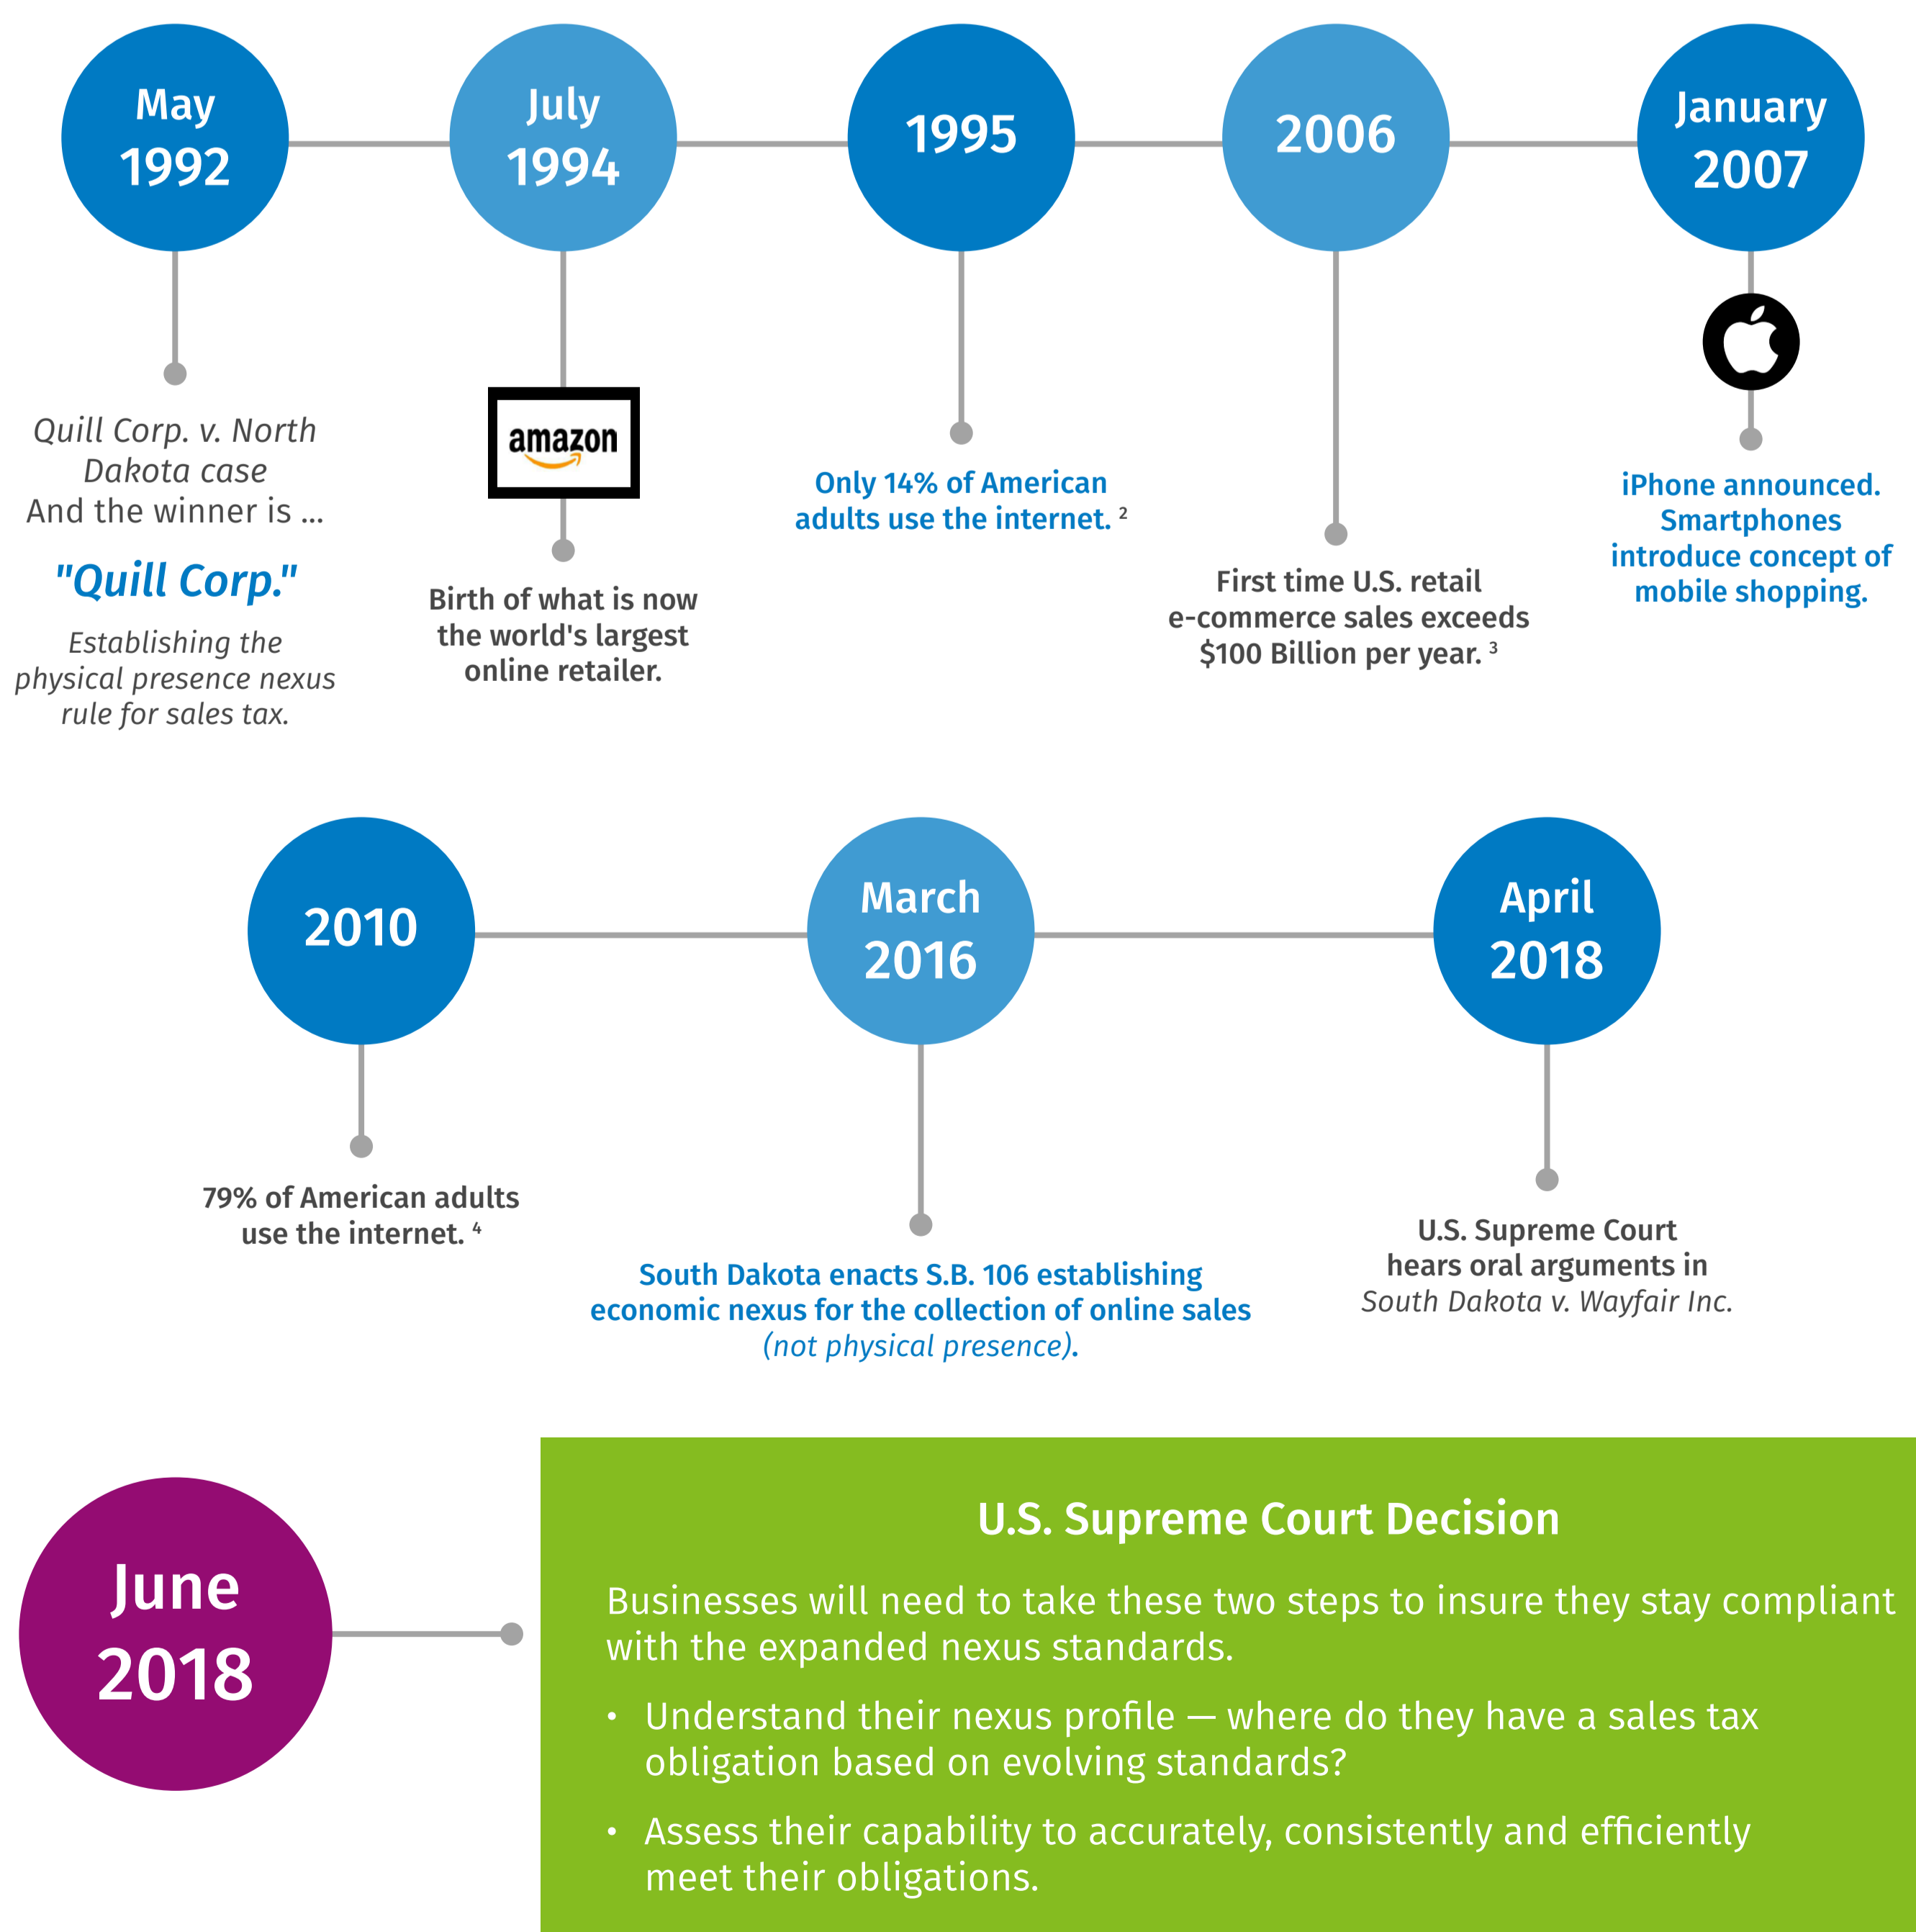 May
1992
July
1994
1995
2006
January
2007
Quill Corp. v. North
Dakota case
And the winner is ...
"Quill Corp."
Establishing the
physical presence nexus
rule for sales tax.
amazon
Birth of what is now
the world's largest
online retailer.
Only 14% of American
adults use the internet. 2
First time U.S. retail
e-commerce sales exceeds
$100 Billion per year. 3
iPhone announced.
Smartphones
introduce concept of
mobile shopping.
2010
March
2016
April
2018
79% of American adults
use the internet. 4
South Dakota enacts S.B. 106 establishing
economic nexus for the collection of online sales
(not physical presence).
U.S. Supreme Court
hears oral arguments in
South Dakota v. Wayfair Inc.
June
2018
U.S. Supreme Court Decision
Businesses will need to take these two steps to insure they stay compliant
with the expanded nexus standards.
• Understand their nexus profile — where do they have a sales tax
obligation based on evolving standards?
• Assess their capability to accurately, consistently and efficiently
meet their obligations.